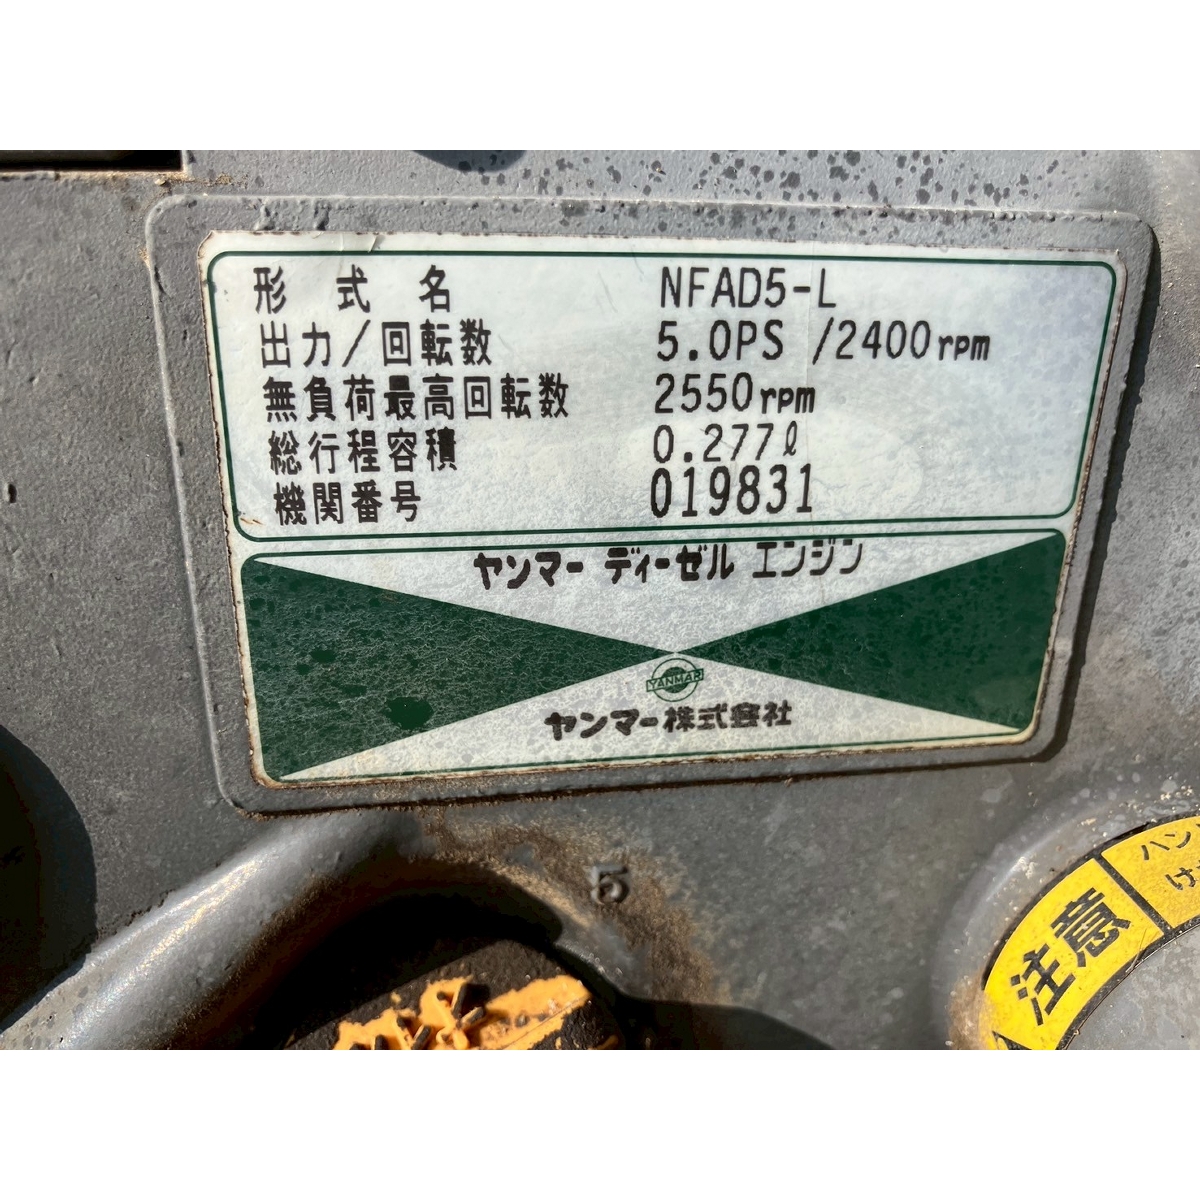 形式名 NFAD5-L
出力/回転数 5.0PS /2400rpm
無負荷最高回転数 2550rpm
総行程容積 0.277ℓ
機関番号 019831
ヤンマー ディーゼル エンジン
YANMAR
ヤンマー株式会社
5
注意
ハン
け